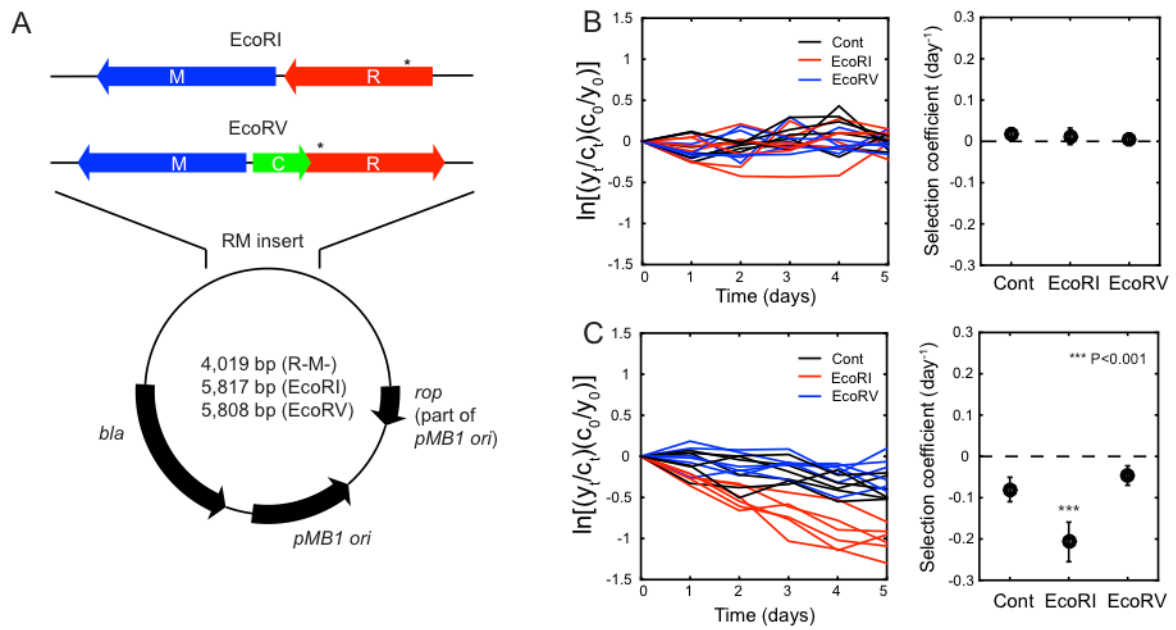 A
EcoRI
*
M
R
EcoRV
*
M
C
R
RM insert
4,019 bp (R-M-)
5,817 bp (EcoRI)
5,808 bp (EcoRV)
rop
(part of
pMB1 ori)
bla
pMB1 ori
B
ln[(yt/ct)(c0/y0)]
1.5
1
0.5
0
-0.5
-1
-1.5
Cont
EcoRI
EcoRV
0 1 2 3 4 5
Time (days)
Selection coefficient (day⁻¹)
0.3
0.2
0.1
0
-0.1
-0.2
-0.3
Cont EcoRI EcoRV
C
ln[(yt/ct)(c0/y0)]
1.5
1
0.5
0
-0.5
-1
-1.5
Cont
EcoRI
EcoRV
0 1 2 3 4 5
Time (days)
Selection coefficient (day⁻¹)
0.3
0.2
0.1
0
-0.1
-0.2
-0.3
*** P<0.001
***
Cont EcoRI EcoRV